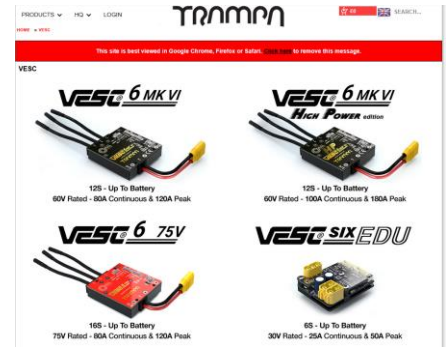 PRODUCTS HQ LOGIN
TRAMPA
£0
SEARCH...
HOME VESC
This site is best viewed in Google Chrome, Firefox or Safari. to remove this message.
VESC
VESC 6 MK VI
12S - Up To Battery
60V Rated - 80A Continuous & 120A Peak
VESC 6 MK VI
HIGH POWER edition
12S - Up To Battery
60V Rated - 100A Continuous & 180A Peak
VESC 6 75V
16S - Up To Battery
75V Rated - 80A Continuous & 120A Peak
VESC SIX EDU
6S - Up To Battery
30V Rated - 25A Continuous & 50A Peak